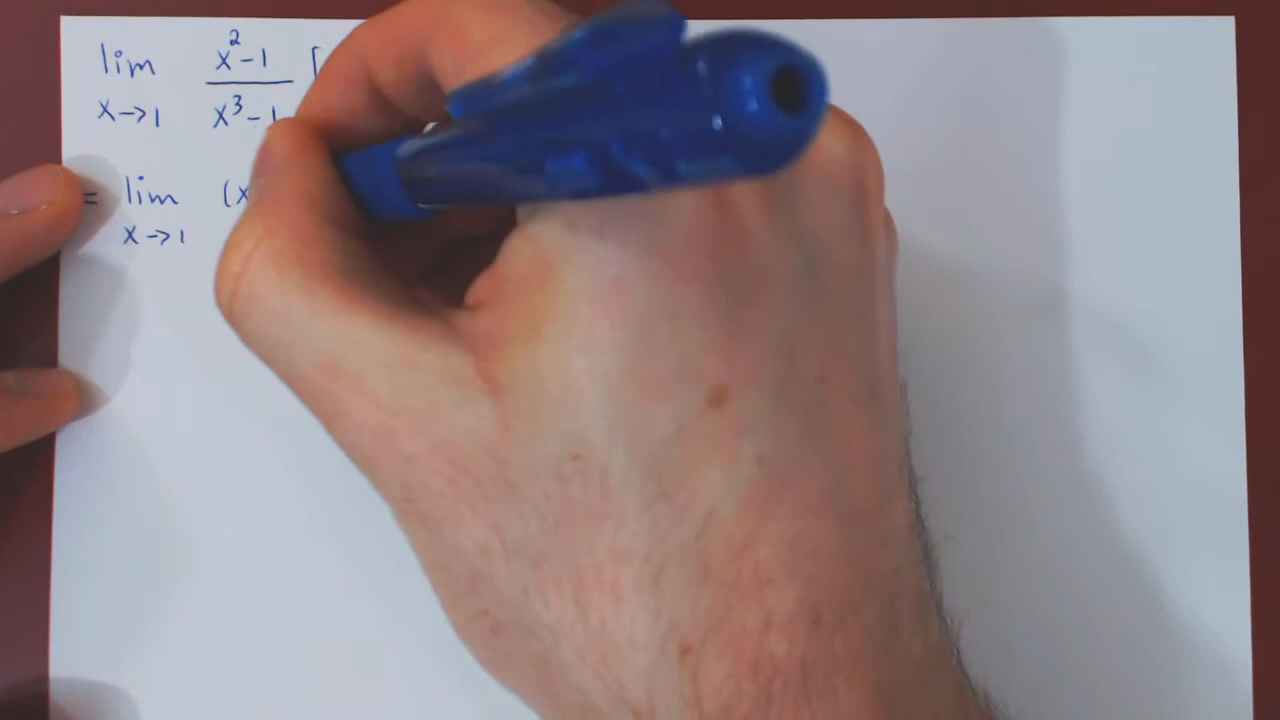 lim x²-1 [
x→1 x³-1
= lim (x
x→1